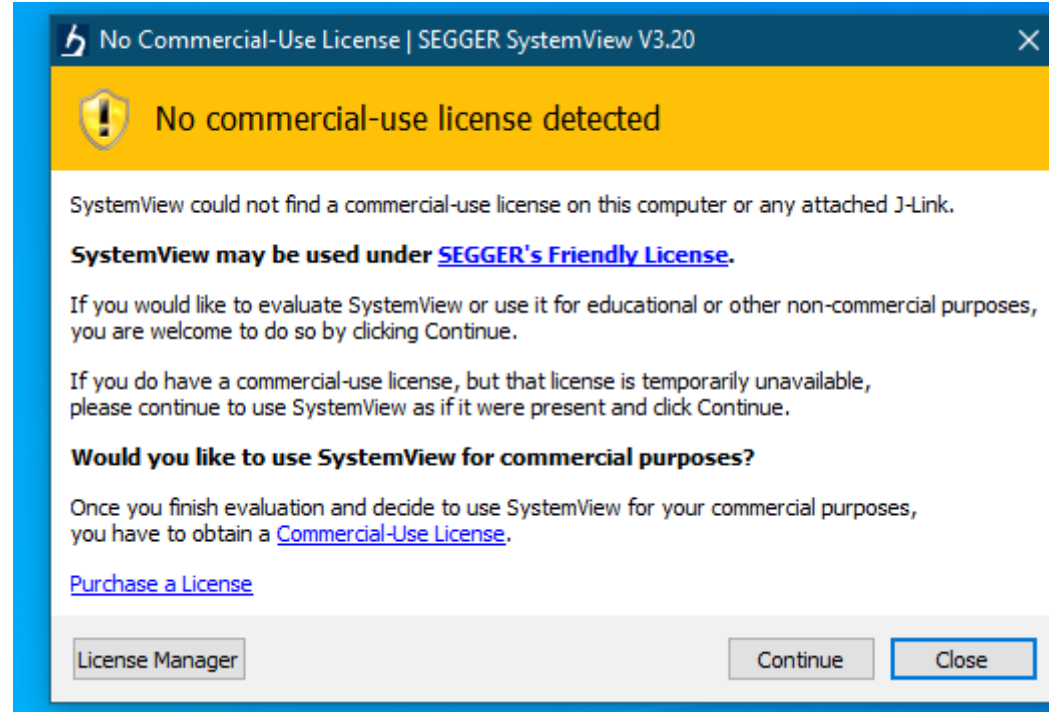 No Commercial-Use License | SEGGER SystemView V3.20
No commercial-use license detected
SystemView could not find a commercial-use license on this computer or any attached J-Link.
SystemView may be used under SEGGER's Friendly License.
If you would like to evaluate SystemView or use it for educational or other non-commercial purposes,
you are welcome to do so by clicking Continue.
If you do have a commercial-use license, but that license is temporarily unavailable,
please continue to use SystemView as if it were present and click Continue.
Would you like to use SystemView for commercial purposes?
Once you finish evaluation and decide to use SystemView for your commercial purposes,
you have to obtain a Commercial-Use License.
Purchase a License
License Manager Continue Close